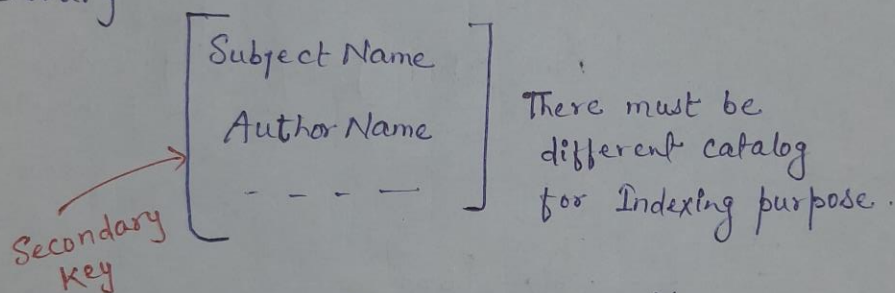 Subject Name
Author Name
- - - -
There must be
different catalog
for Indexing purpose.
Secondary
Key